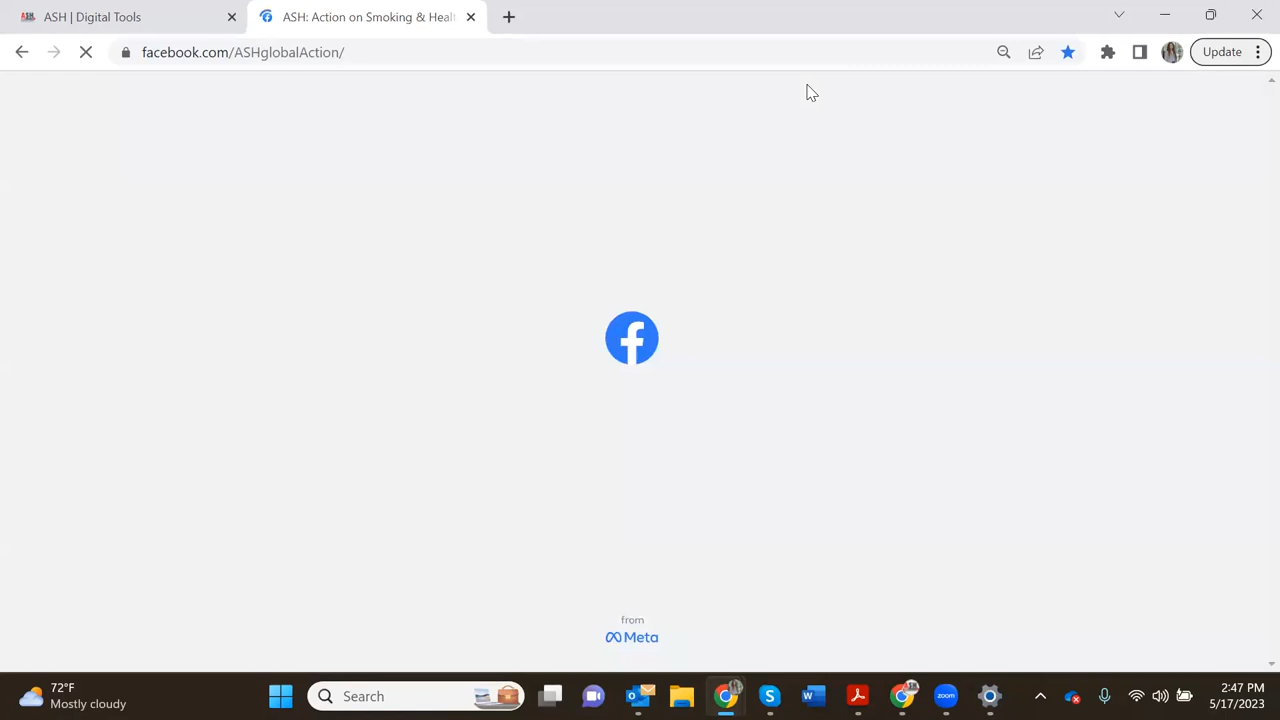 ASH | Digital Tools
ASH: Action on Smoking & Heal
facebook.com/ASHglobalAction/
Update
from
Meta
72°F
Mostly cloudy
Search
zoom
2:47 PM
5/17/2023